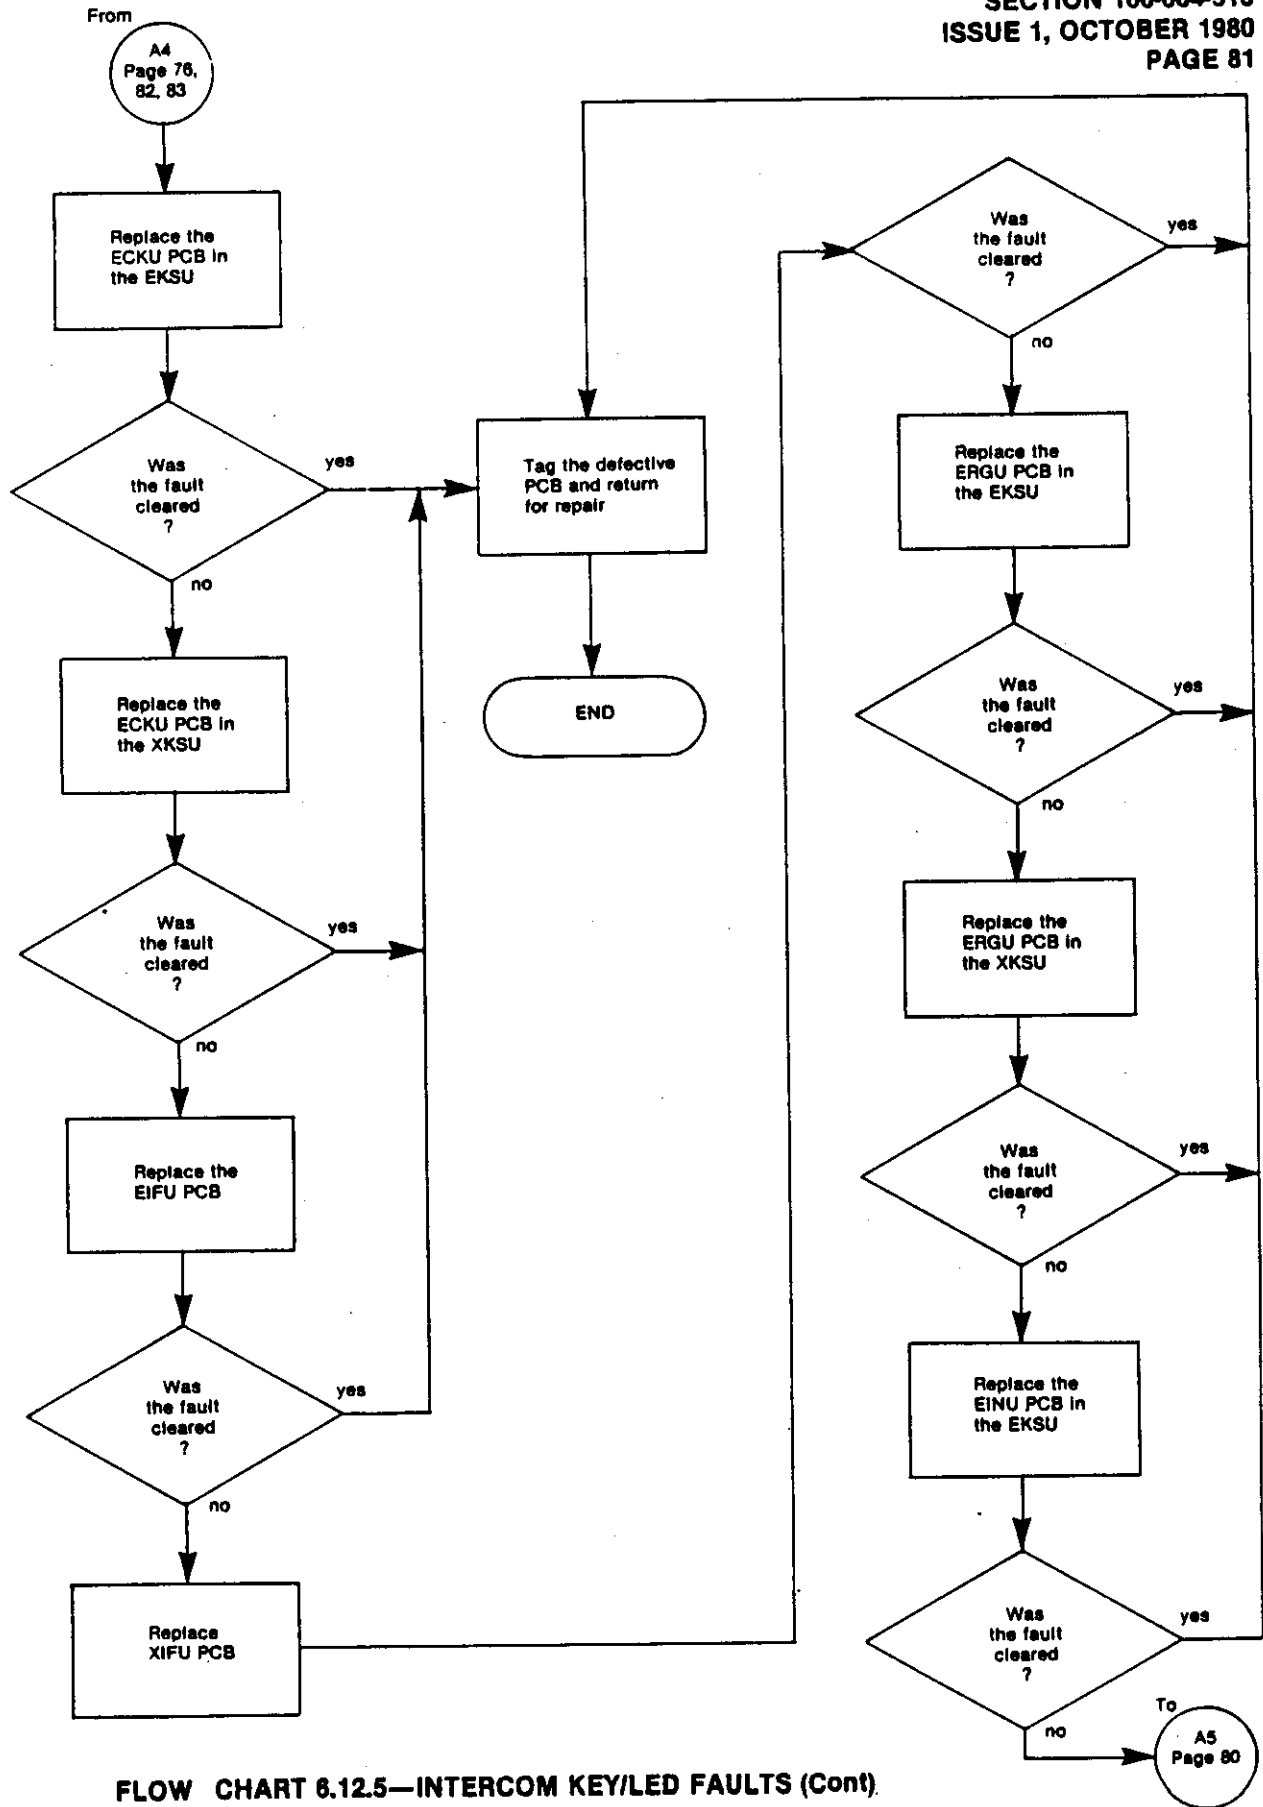 ISSUE 1, OCTOBER 1980
PAGE 81
From
A4
Page 76,
82, 83
Replace the
ECKU PCB in
the EKSU
Was
the fault
cleared
?
yes
no
Replace the
ECKU PCB in
the XKSU
Was
the fault
cleared
?
yes
no
Replace the
EIFU PCB
Was
the fault
cleared
?
yes
no
Replace
XIFU PCB
Tag the defective
PCB and return
for repair
END
Was
the fault
cleared
?
yes
no
Replace the
ERGU PCB in
the EKSU
Was
the fault
cleared
?
yes
no
Replace the
ERGU PCB in
the XKSU
Was
the fault
cleared
?
yes
no
Replace the
EINU PCB in
the EKSU
Was
the fault
cleared
?
yes
no
To
A5
Page 80
FLOW CHART 6.12.5—INTERCOM KEY/LED FAULTS (Cont)